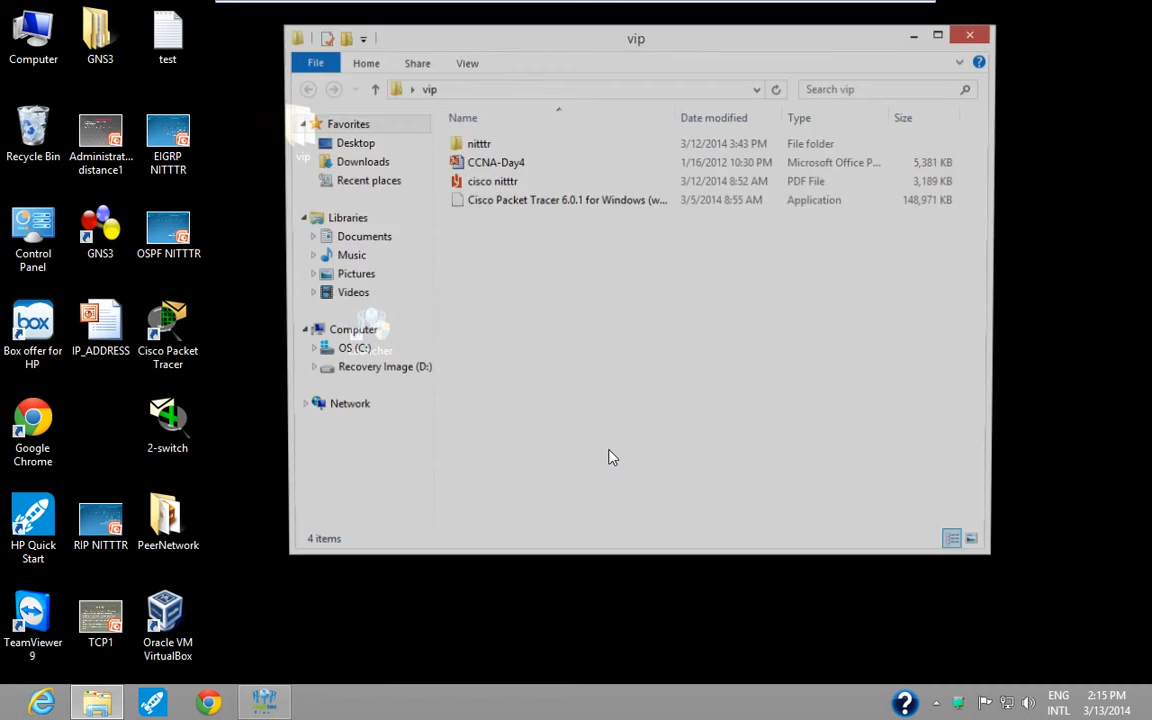 Computer
GNS3
test
Recycle Bin
Administrat...
distance1
EIGRP
NITTTR
Control
Panel
GNS3
OSPF NITTTR
Box offer for
HP
IP_ADDRESS
Cisco Packet
Tracer
Google
Chrome
2-switch
HP Quick
Start
RIP NITTTR
PeerNetwork
TeamViewer
9
TCP1
Oracle VM
VirtualBox
vip
File
Home
Share
View
vip
Search vip
Favorites
Desktop
Downloads
Recent places
Libraries
Documents
Music
Pictures
Videos
Computer
OS (C:)
Recovery Image (D:)
Network
vip
Name
Date modified
Type
Size
nitttr
3/12/2014 3:43 PM
File folder
CCNA-Day4
1/16/2012 10:30 PM
Microsoft Office P...
5,381 KB
cisco nitttr
3/12/2014 8:52 AM
PDF File
3,189 KB
Cisco Packet Tracer 6.0.1 for Windows (w...
3/5/2014 8:55 AM
Application
148,971 KB
4 items
ENG
INTL
2:15 PM
3/13/2014